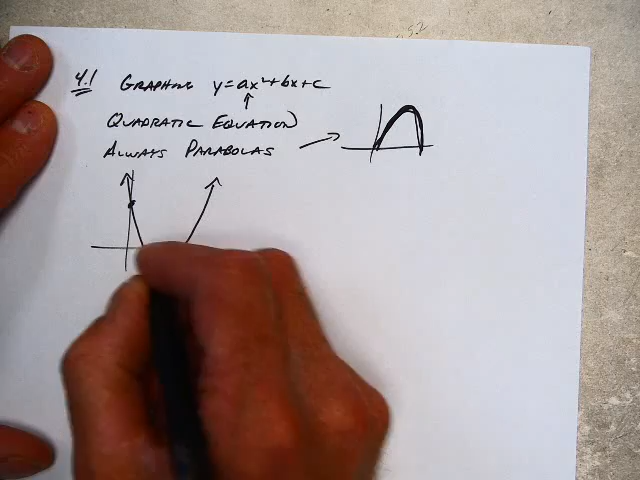 4.1 GRAPHING y=ax²+bx+c
QUADRATIC EQUATION
ALWAYS PARABOLAS